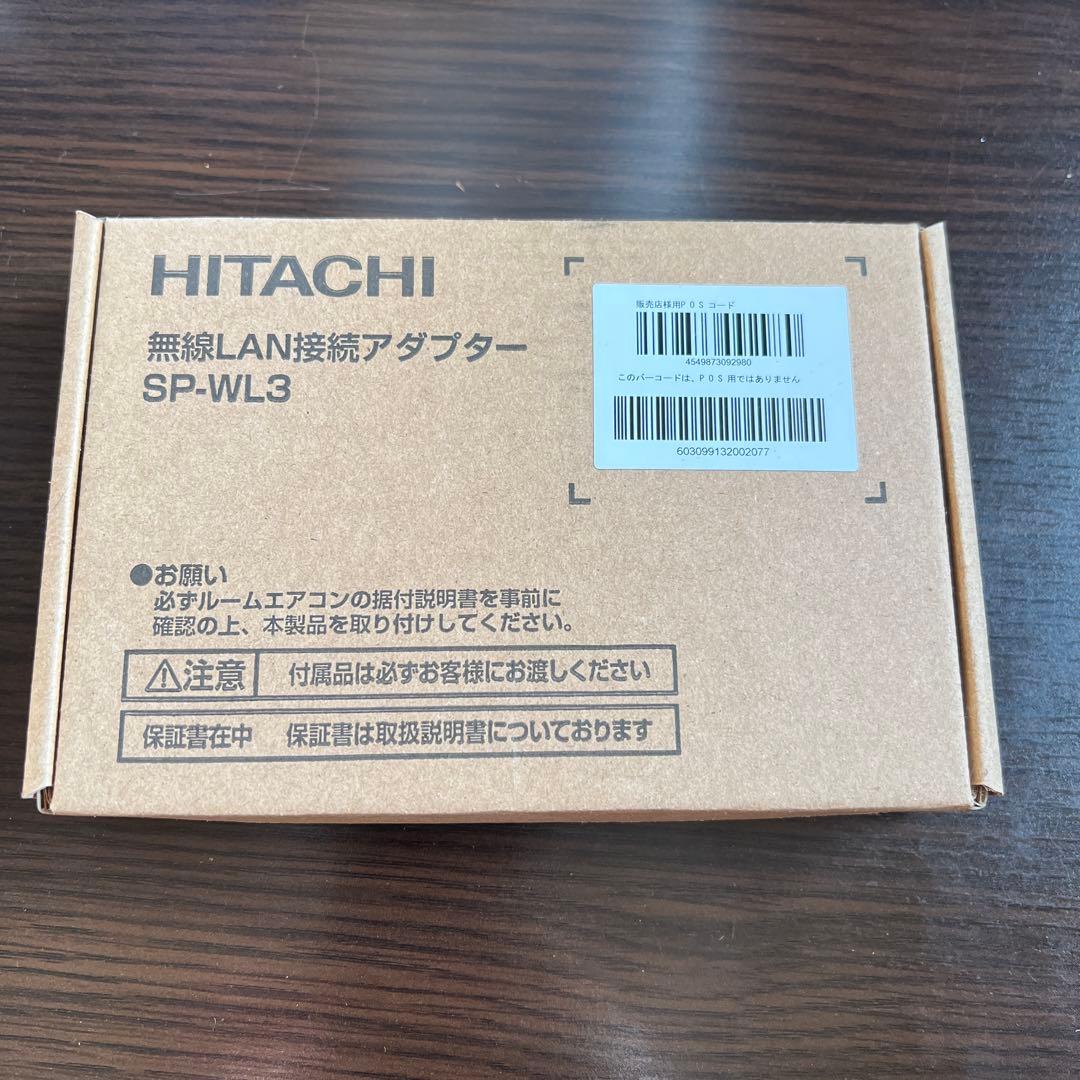 HITACHI
無線LAN接続アダプター
SP-WL3
販売店様用POS コード
4549873092980
このバーコードは、POS 用ではありません
603099132002077
●お願い
必ずルームエアコンの据付説明書を事前に
確認の上、本製品を取り付けしてください。
⚠注意 付属品は必ずお客様にお渡しください
保証書在中 保証書は取扱説明書についております